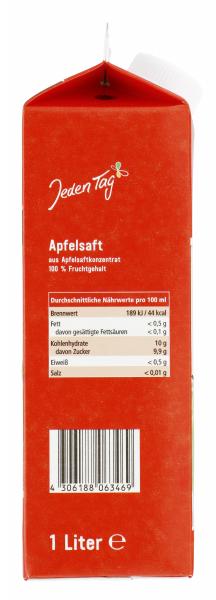 Jeden Tag
Apfelsaft
aus Apfelsaftkonzentrat
100 % Fruchtgehalt
Durchschnittliche Nährwerte pro 100 ml
Brennwert 189 kJ / 44 kcal
Fett < 0,5 g
davon gesättigte Fettsäuren < 0,1 g
Kohlenhydrate 10 g
davon Zucker 9,9 g
Eiweiß < 0,5 g
Salz < 0,01 g
4 306188 063469
1 Liter ℮